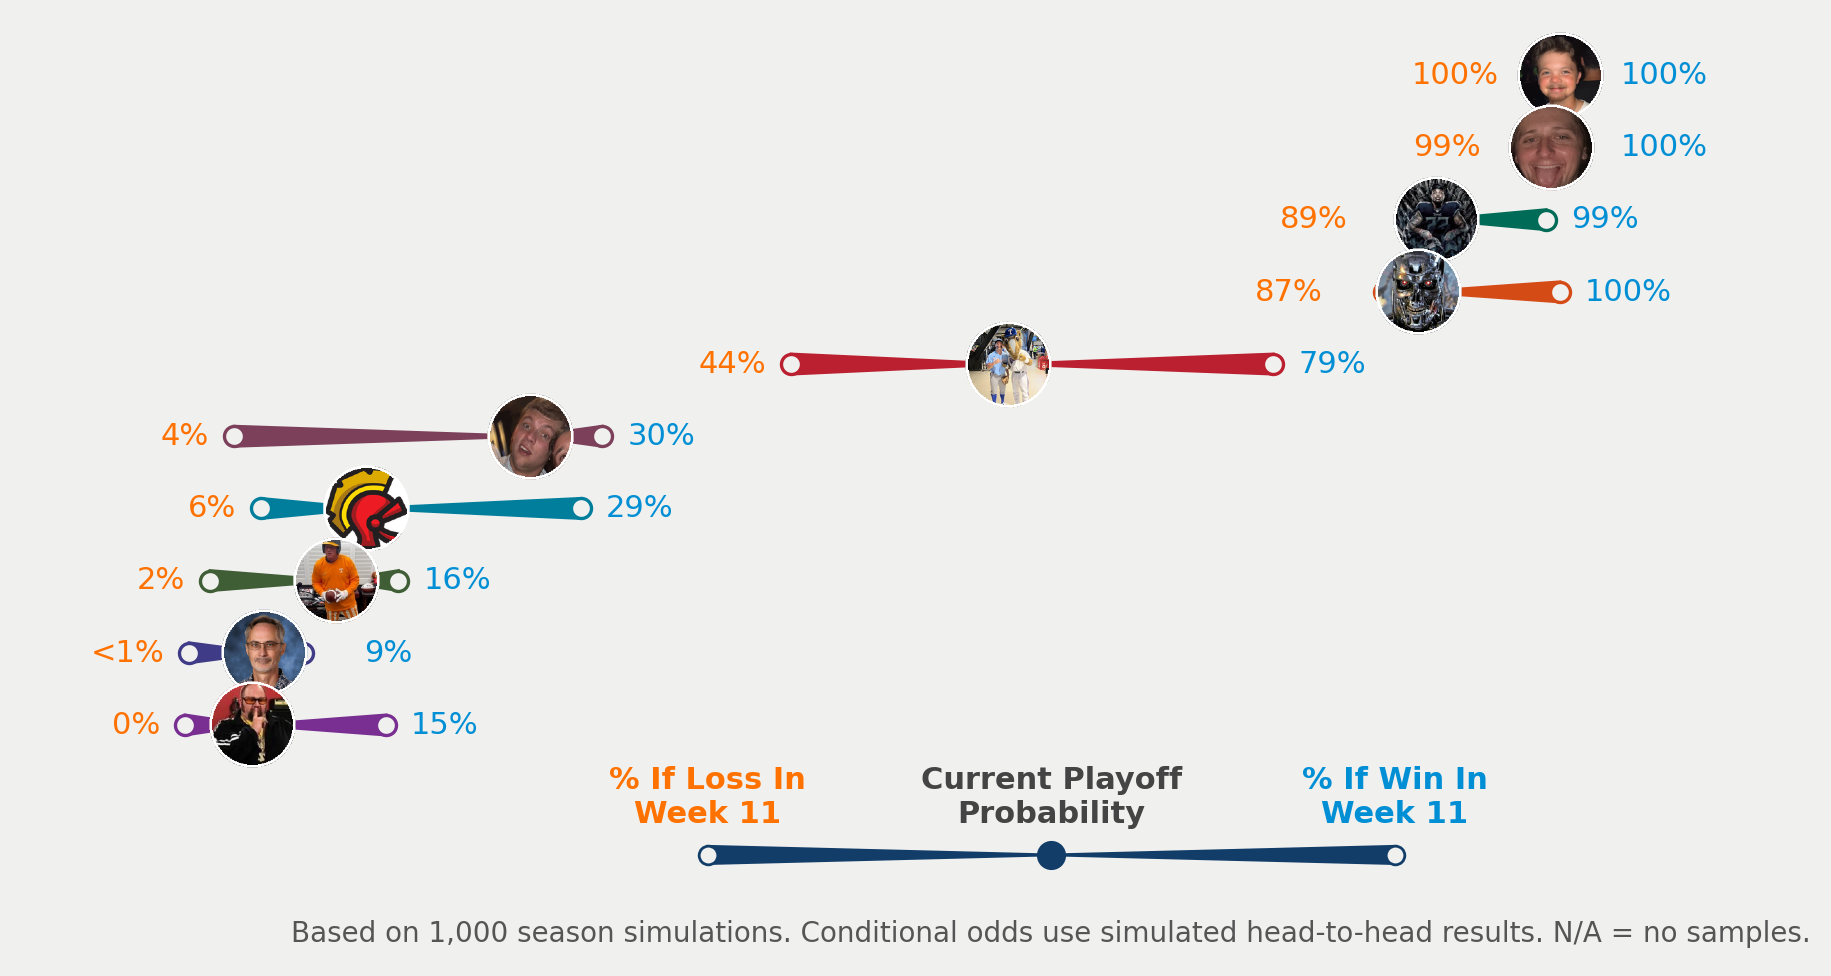 100% 100%
99% 100%
89% 99%
87% 100%
44% 79%
4% 30%
6% 29%
2% 16%
<1% 9%
0% 15%
% If Loss In Week 11
Current Playoff Probability
% If Win In Week 11
Based on 1,000 season simulations. Conditional odds use simulated head-to-head results. N/A = no samples.